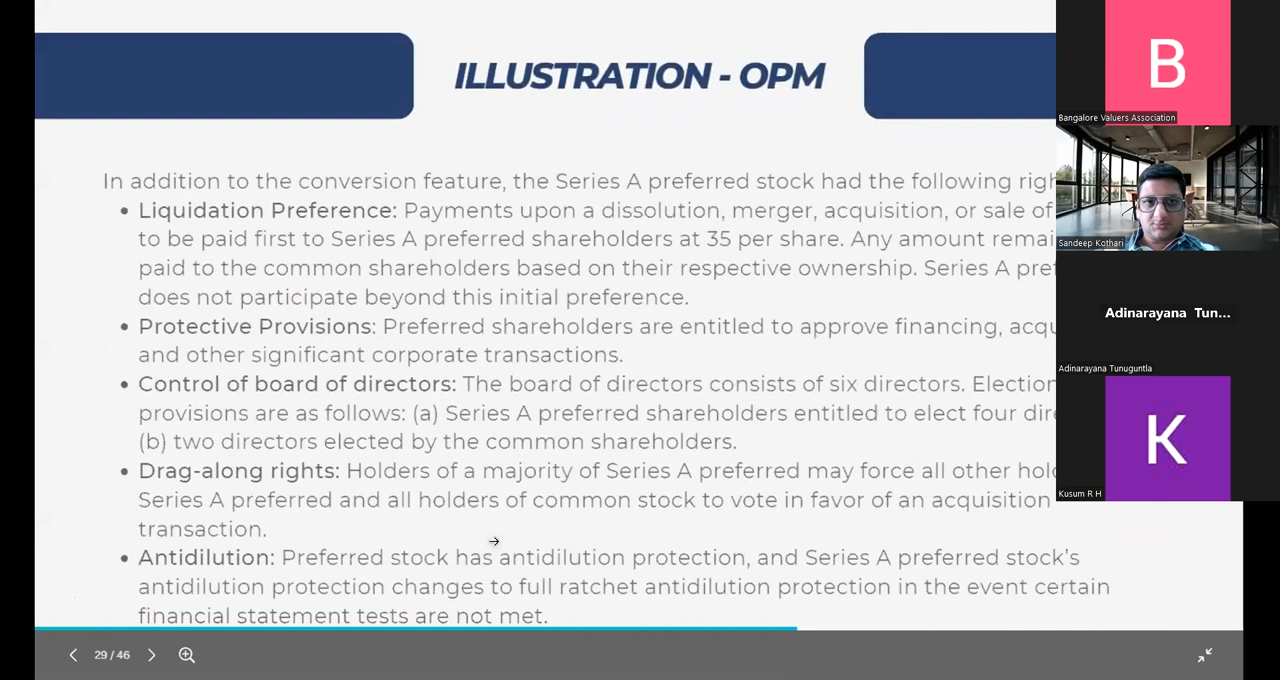 ILLUSTRATION - OPM
In addition to the conversion feature, the Series A preferred stock had the following
Liquidation Preference: Payments upon a dissolution, merger, acquisition, or sale of
to be paid first to Series A preferred shareholders at 35 per share. Any amount
paid to the common shareholders based on their respective ownership. Series A
does not participate beyond this initial preference.
Protective Provisions: Preferred shareholders are entitled to approve financing,
and other significant corporate transactions.
Control of board of directors: The board of directors consists of six directors. Election
provisions are as follows: (a) Series A preferred shareholders entitled to elect four
(b) two directors elected by the common shareholders.
Drag-along rights: Holders of a majority of Series A preferred may force all other
Series A preferred and all holders of common stock to vote in favor of an acquisition
transaction.
Antidilution: Preferred stock has antidilution protection, and Series A preferred stock's
antidilution protection changes to full ratchet antidilution protection in the event certain
financial statement tests are not met.
29 / 46
B
Bangalore Valuers Association
Sandeep Kothari
Adinarayana Tun...
Adinarayana Tunuguntla
K
Kusum R H